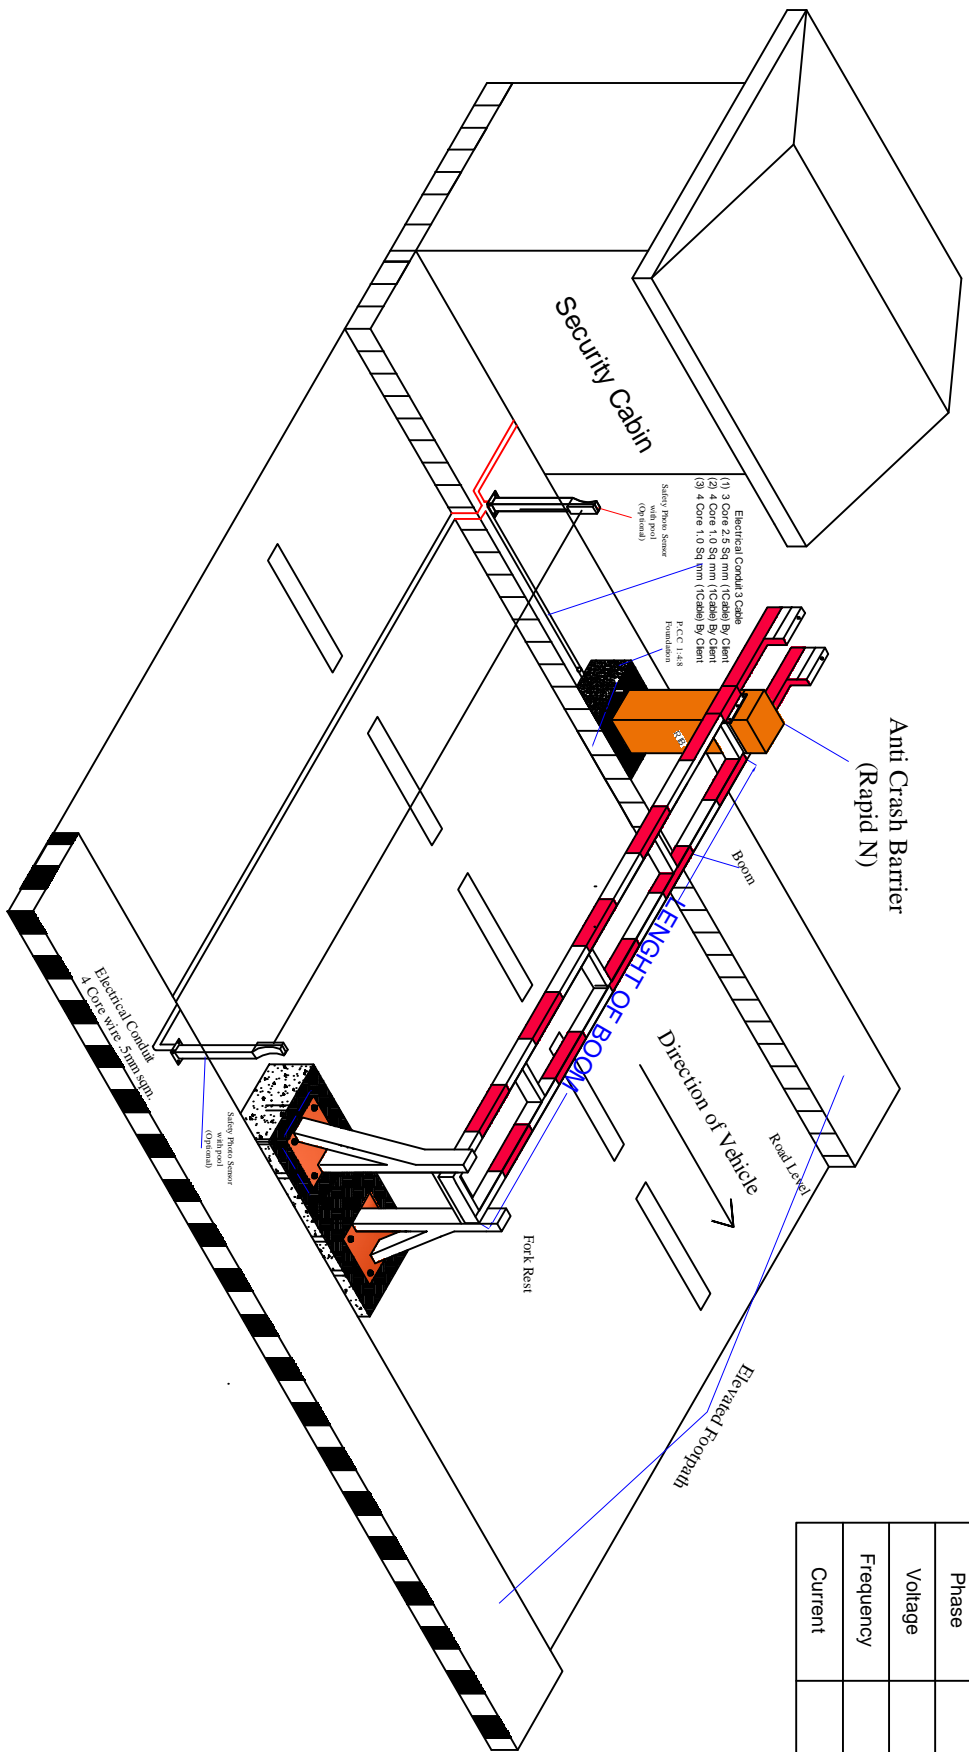 Security Cabin
Electrical Conduit 3 Cable
(1) 3 Core 2.5 Sq mm (1Cable) By Client
(2) 4 Core 1.0 Sq mm (1Cable) By Client
(3) 4 Core 1.0 Sq mm (1Cable) By Client
Safety Photo Sensor
with pool
(Optional)
P.C.C 1:4:8
Foundation
Anti Crash Barrier
(Rapid N)
Boom
LENGHT OF BOOM
Direction of Vehicle
Road Level
Elevated Footpath
Fork Rest
Electrical Conduit
4 Core wire .5mm sqm.
Safety Photo Sensor
with pool
(Optional)
Phase
Voltage
Frequency
Current